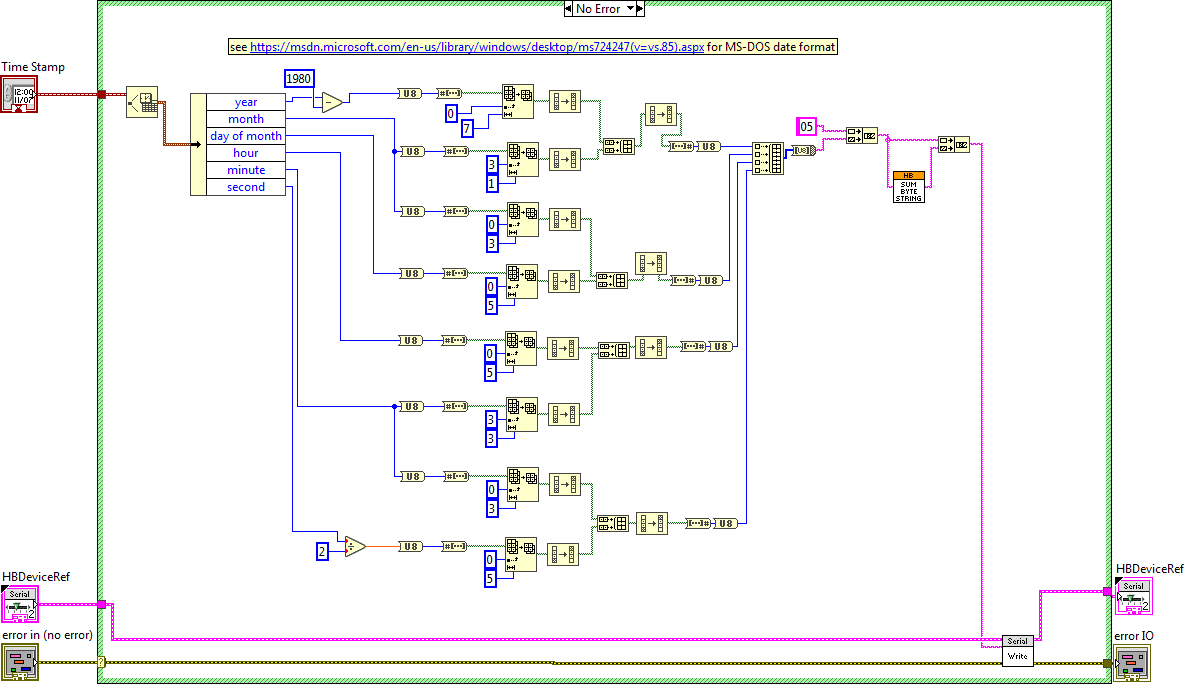 No Error
see https://msdn.microsoft.com/en-us/library/windows/desktop/ms724247(v=vs.85).aspx for MS-DOS date format
Time Stamp
12:00
11/07
1980
year
month
day of month
hour
minute
second
U8
0
7
U8
3
1
U8
05
[U8]
HB
SUM
BYTE
STRING
U8
0
3
U8
0
5
U8
U8
0
5
U8
U8
3
3
U8
0
3
2
U8
0
5
U8
HBDeviceRef
Serial
2
error in (no error)
HBDeviceRef
Serial
2
error IO
Serial
Write